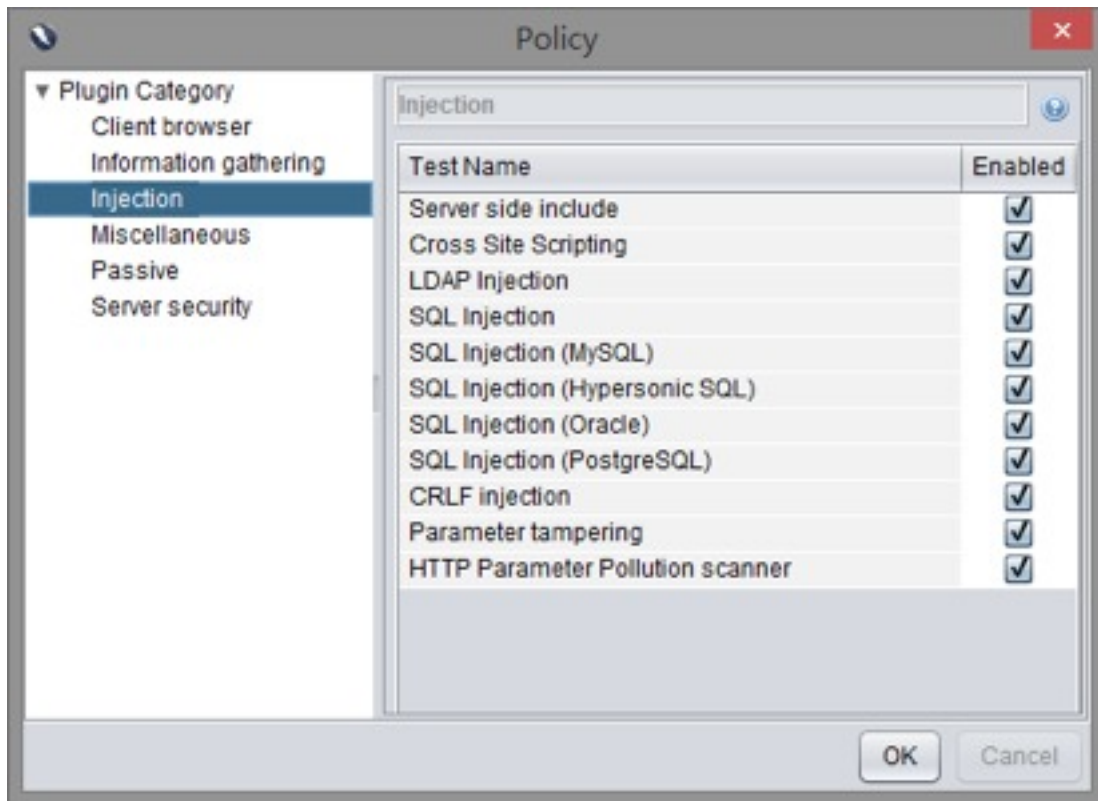 Policy
Plugin Category
Client browser
Information gathering
Injection
Miscellaneous
Passive
Server security
Injection
Test Name Enabled
Server side include
Cross Site Scripting
LDAP Injection
SQL Injection
SQL Injection (MySQL)
SQL Injection (Hypersonic SQL)
SQL Injection (Oracle)
SQL Injection (PostgreSQL)
CRLF injection
Parameter tampering
HTTP Parameter Pollution scanner
OK Cancel